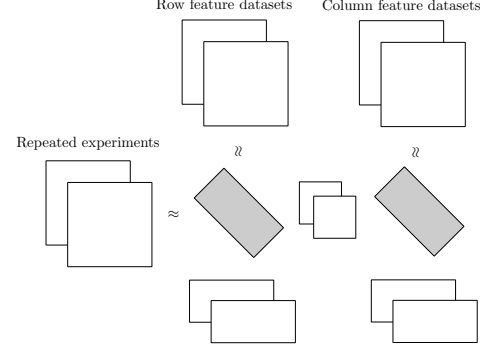 Row feature datasets
Column feature datasets
≈
≈
Repeated experiments
≈